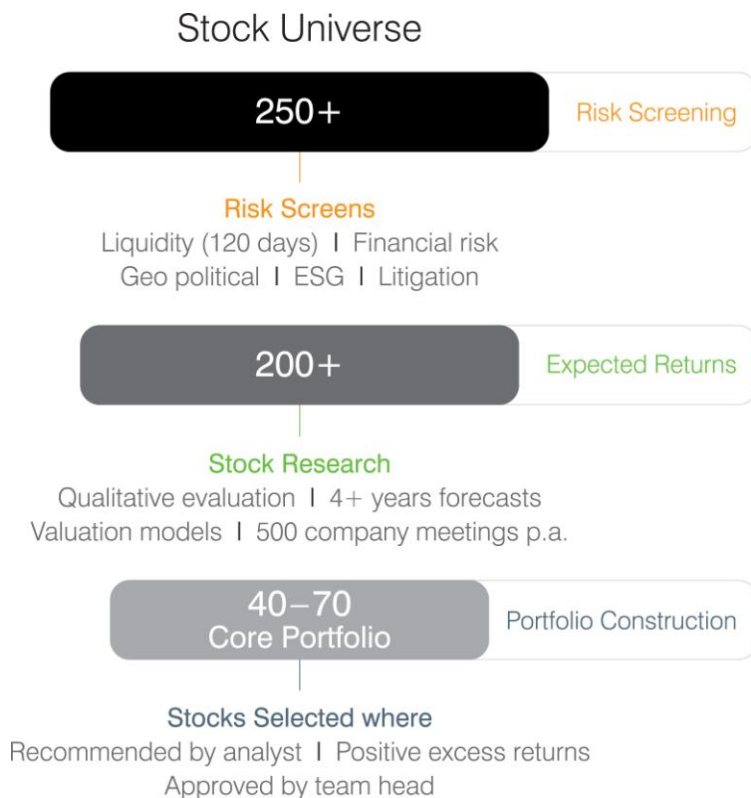 Stock Universe
250+
Risk Screening
Risk Screens
Liquidity (120 days) I Financial risk
Geo political I ESG I Litigation
200+
Expected Returns
Stock Research
Qualitative evaluation I 4+ years forecasts
Valuation models I 500 company meetings p.a.
40–70
Core Portfolio
Portfolio Construction
Stocks Selected where
Recommended by analyst I Positive excess returns
Approved by team head